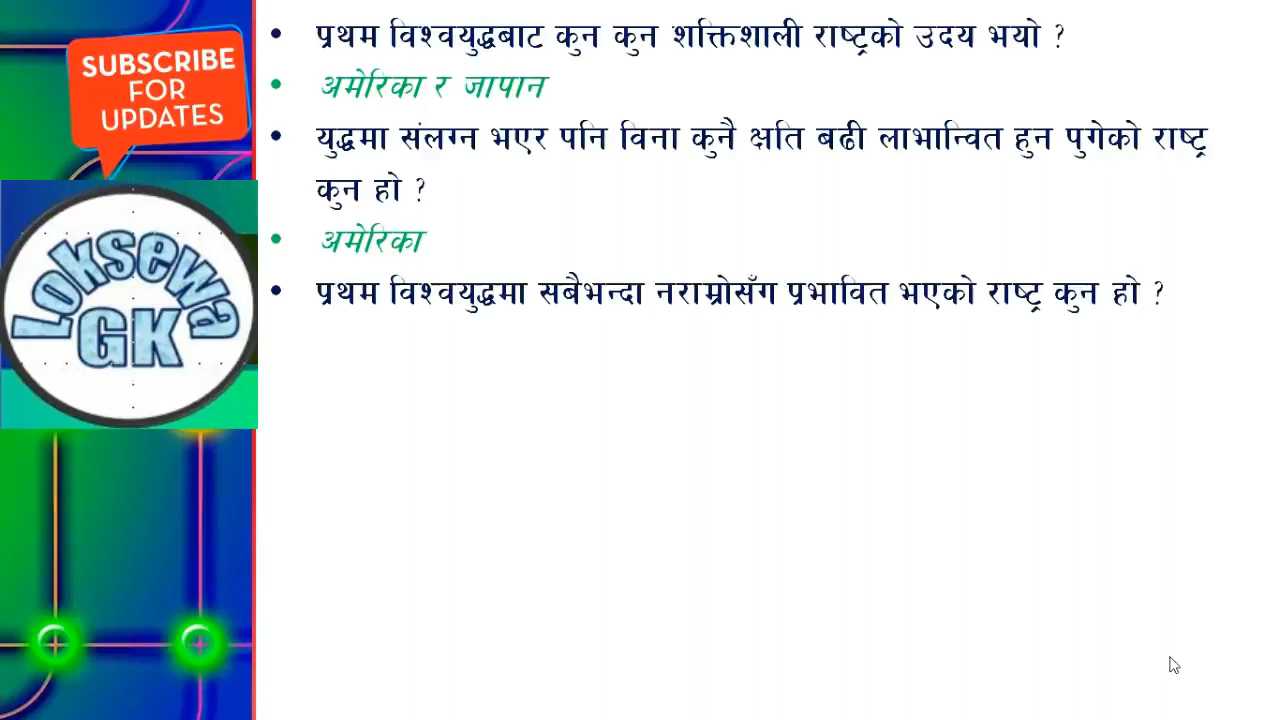 SUBSCRIBE
FOR
UPDATES
Loksewa
GK
• प्रथम विश्वयुद्धबाट कुन कुन शक्तिशाली राष्ट्रको उदय भयो ?
• अमेरिका र जापान
• युद्धमा संलग्न भएर पनि विना कुनै क्षति बढी लाभान्वित हुन पुगेको राष्ट्र
कुन हो ?
• अमेरिका
• प्रथम विश्वयुद्धमा सबैभन्दा नराम्रोसँग प्रभावित भएको राष्ट्र कुन हो ?